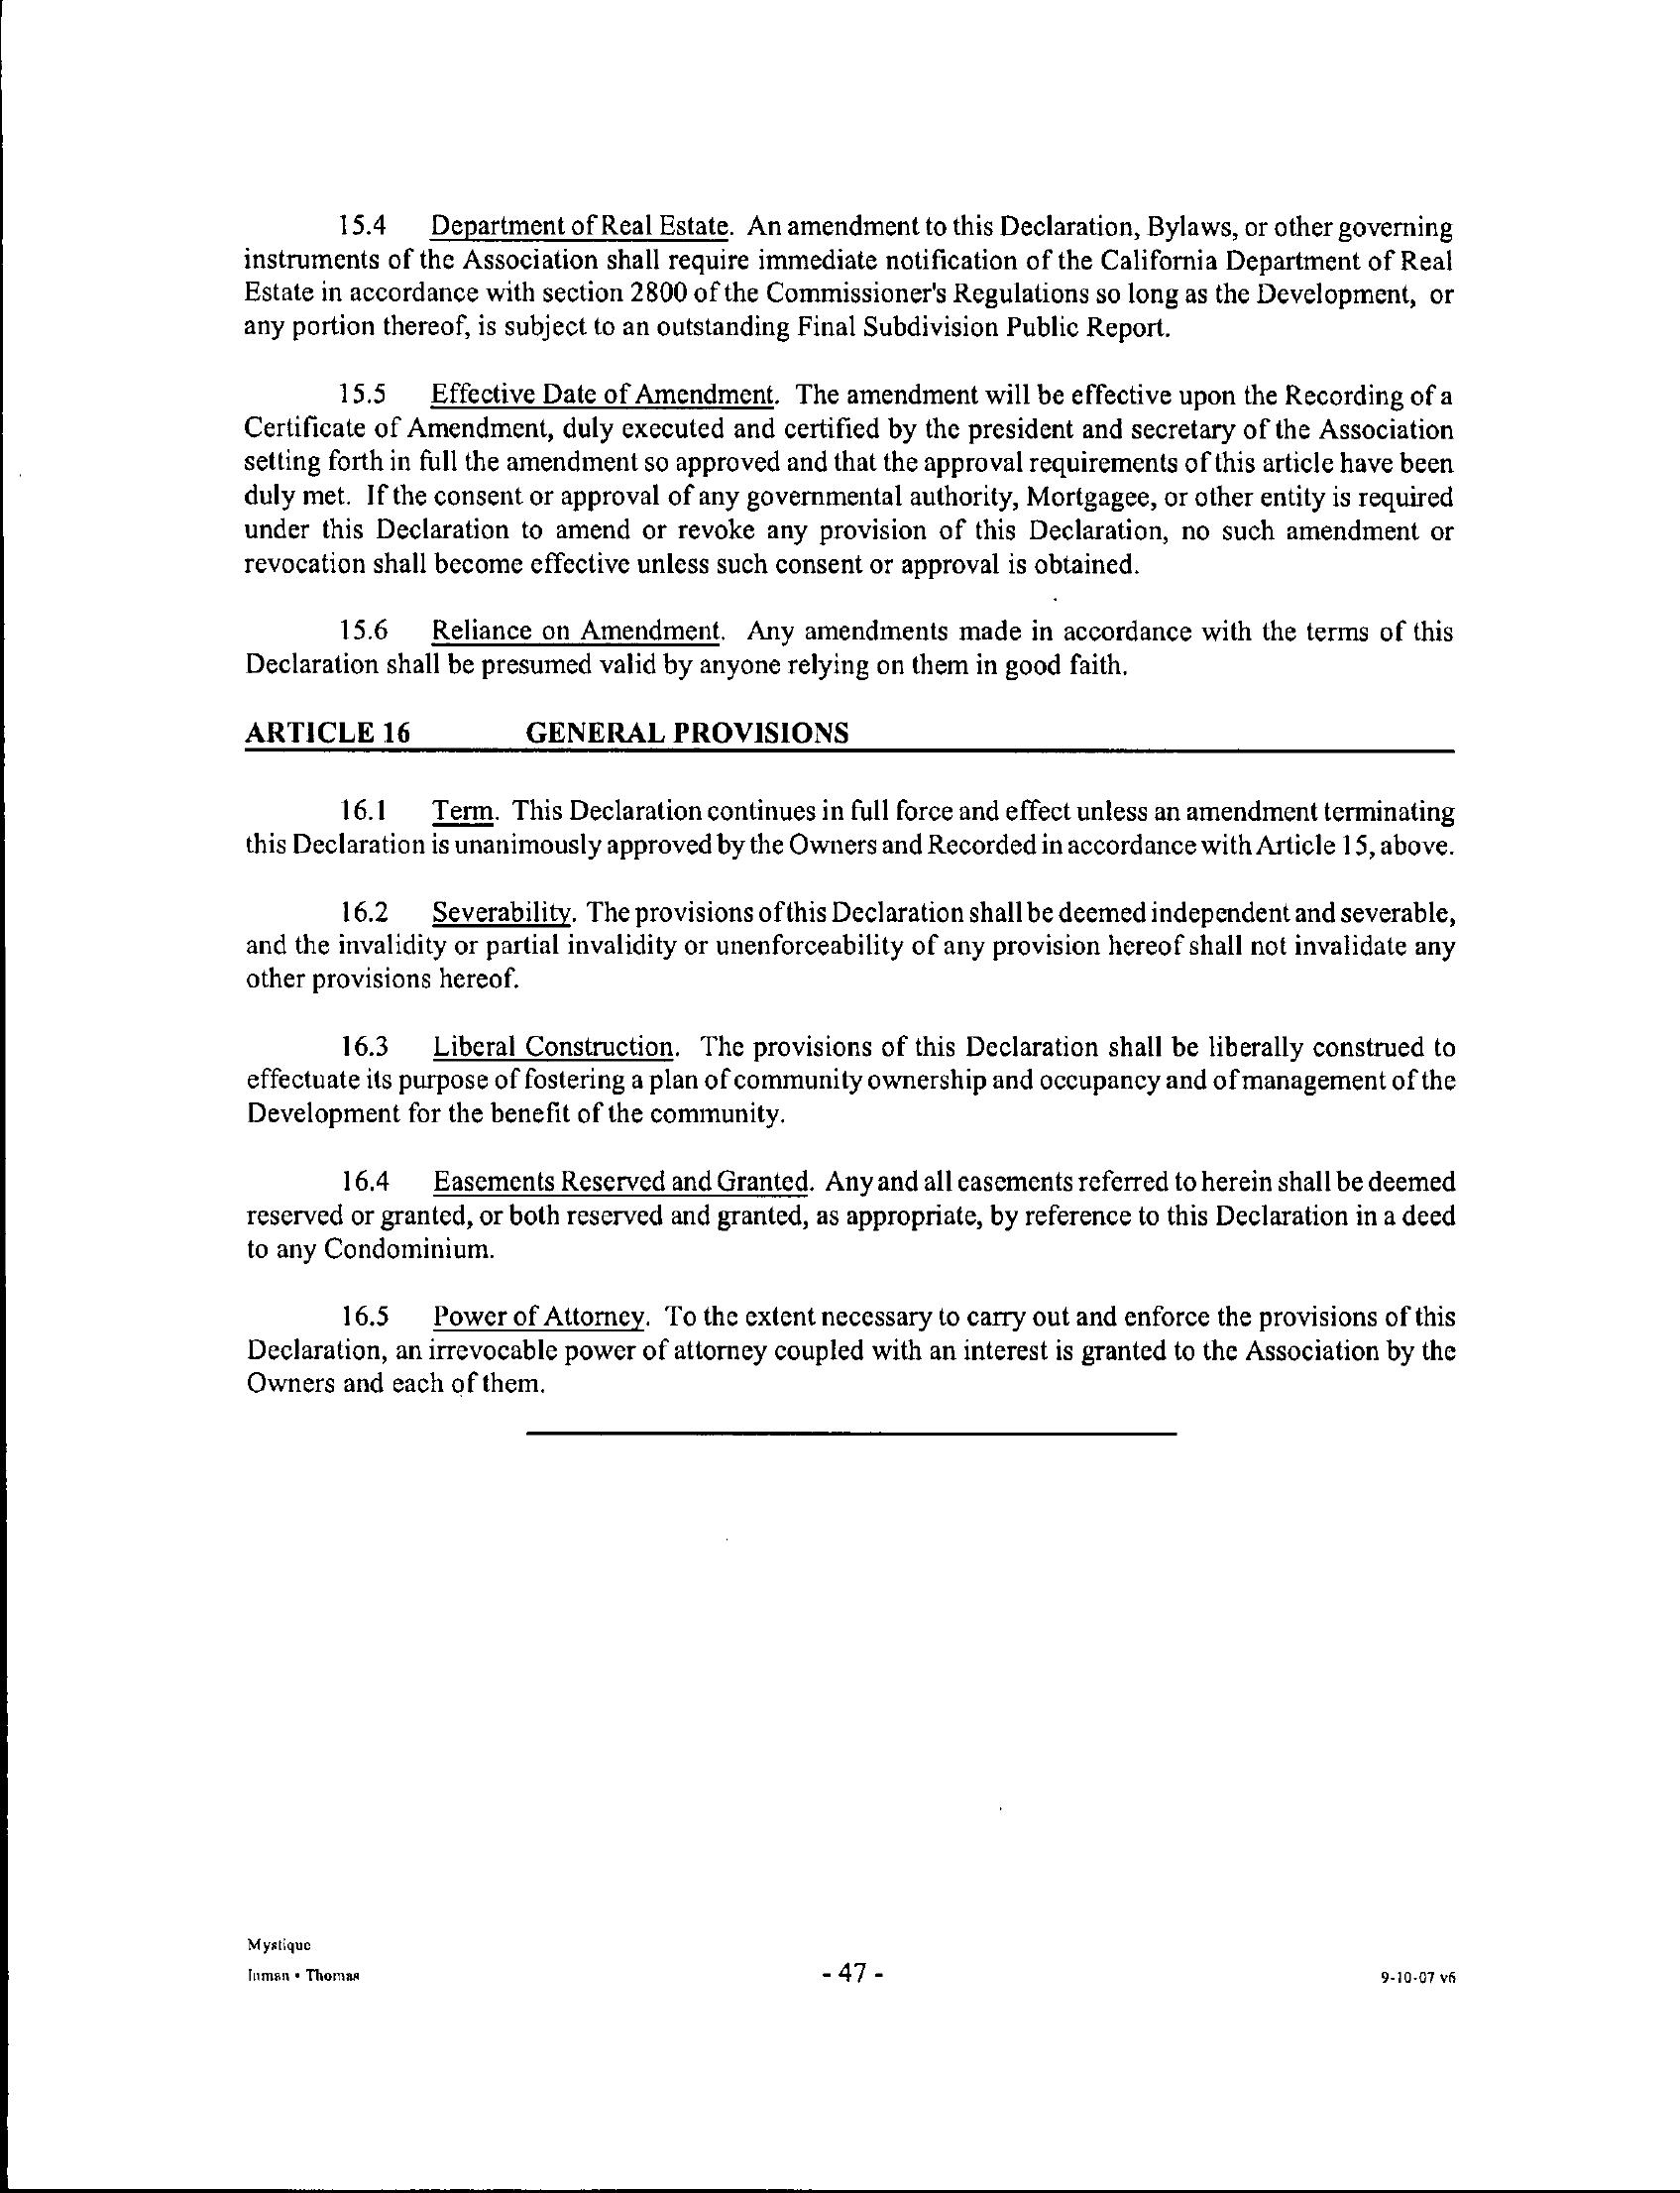 15.4 Department of Real Estate. An amendment to this Declaration, Bylaws, or other governing
instruments of the Association shall require immediate notification of the California Department of Real
Estate in accordance with section 2800 of the Commissioner's Regulations so long as the Development, or
any portion thereof, is subject to an outstanding Final Subdivision Public Report.
15.5 Effective Date of Amendment. The amendment will be effective upon the Recording of a
Certificate of Amendment, duly executed and certified by the president and secretary of the Association
setting forth in full the amendment so approved and that the approval requirements of this article have been
duly met. If the consent or approval of any governmental authority, Mortgagee, or other entity is required
under this Declaration to amend or revoke any provision of this Declaration, no such amendment or
revocation shall become effective unless such consent or approval is obtained.
15.6 Reliance on Amendment. Any amendments made in accordance with the terms of this
Declaration shall be presumed valid by anyone relying on them in good faith.
ARTICLE 16 GENERAL PROVISIONS
16.1 Term. This Declaration continues in full force and effect unless an amendment terminating
this Declaration is unanimously approved by the Owners and Recorded in accordance with Article 15, above.
16.2 Severability. The provisions of this Declaration shall be deemed independent and severable,
and the invalidity or partial invalidity or unenforceability of any provision hereof shall not invalidate any
other provisions hereof.
16.3 Liberal Construction. The provisions of this Declaration shall be liberally construed to
effectuate its purpose of fostering a plan of community ownership and occupancy and of management of the
Development for the benefit of the community.
16.4 Easements Reserved and Granted. Any and all easements referred to herein shall be deemed
reserved or granted, or both reserved and granted, as appropriate, by reference to this Declaration in a deed
to any Condominium.
16.5 Power of Attorney. To the extent necessary to carry out and enforce the provisions of this
Declaration, an irrevocable power of attorney coupled with an interest is granted to the Association by the
Owners and each of them.
Mystique
Inman • Thomas - 47 - 9-10-07 v6